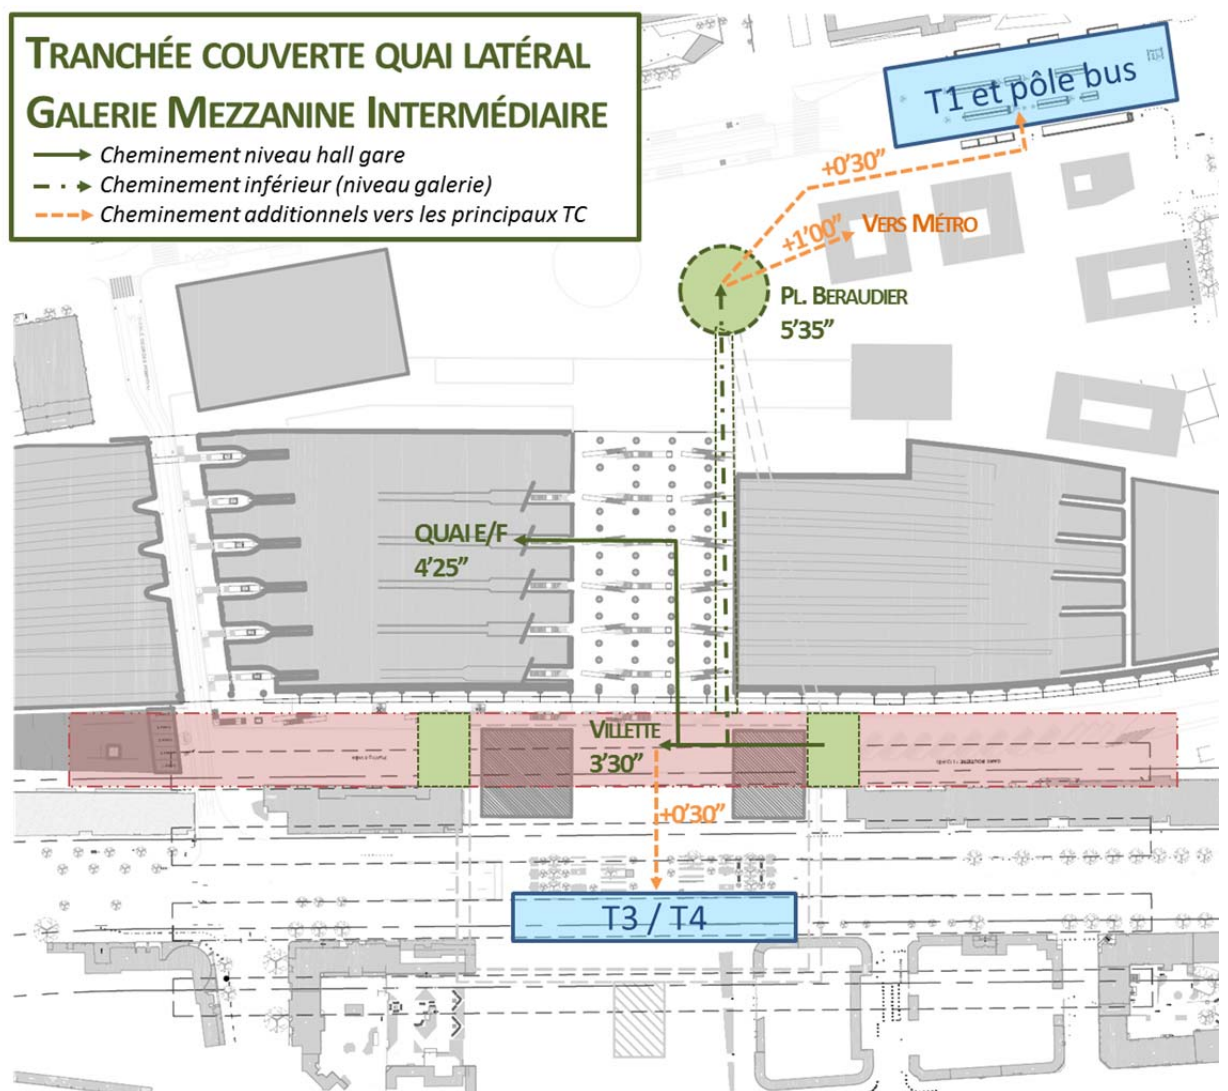 TRANCHÉE COUVERTE QUAI LATÉRAL
GALERIE MEZZANINE INTERMÉDIAIRE
Cheminement niveau hall gare
Cheminement inférieur (niveau galerie)
Cheminement additionnels vers les principaux TC
T1 et pôle bus
+0'30"
+1'00"
VERS MÉTRO
PL. BERAUDIER
5'35"
QUAI E/F
4'25"
VILLETTE
3'30"
+0'30"
T3 / T4